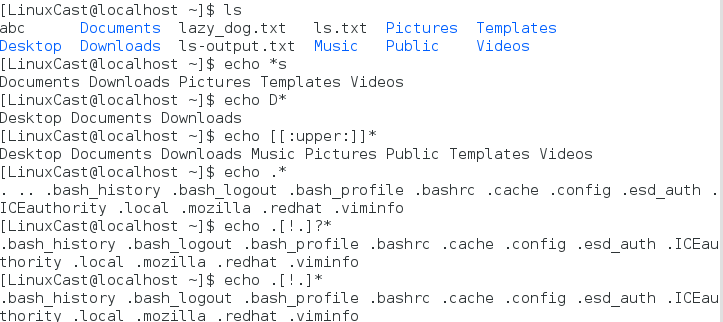 [LinuxCast@localhost ~]$ ls
abc Documents lazy_dog.txt ls.txt Pictures Templates
Desktop Downloads ls-output.txt Music Public Videos
[LinuxCast@localhost ~]$ echo *s
Documents Downloads Pictures Templates Videos
[LinuxCast@localhost ~]$ echo D*
Desktop Documents Downloads
[LinuxCast@localhost ~]$ echo [[:upper:]]*
Desktop Documents Downloads Music Pictures Public Templates Videos
[LinuxCast@localhost ~]$ echo .*
. .. .bash_history .bash_logout .bash_profile .bashrc .cache .config .esd_auth .
ICEauthority .local .mozilla .redhat .viminfo
[LinuxCast@localhost ~]$ echo .[!.]?*
.bash_history .bash_logout .bash_profile .bashrc .cache .config .esd_auth .ICEau
thority .local .mozilla .redhat .viminfo
[LinuxCast@localhost ~]$ echo .[!.]*
.bash_history .bash_logout .bash_profile .bashrc .cache .config .esd_auth .ICEau
thority .local .mozilla .redhat .viminfo